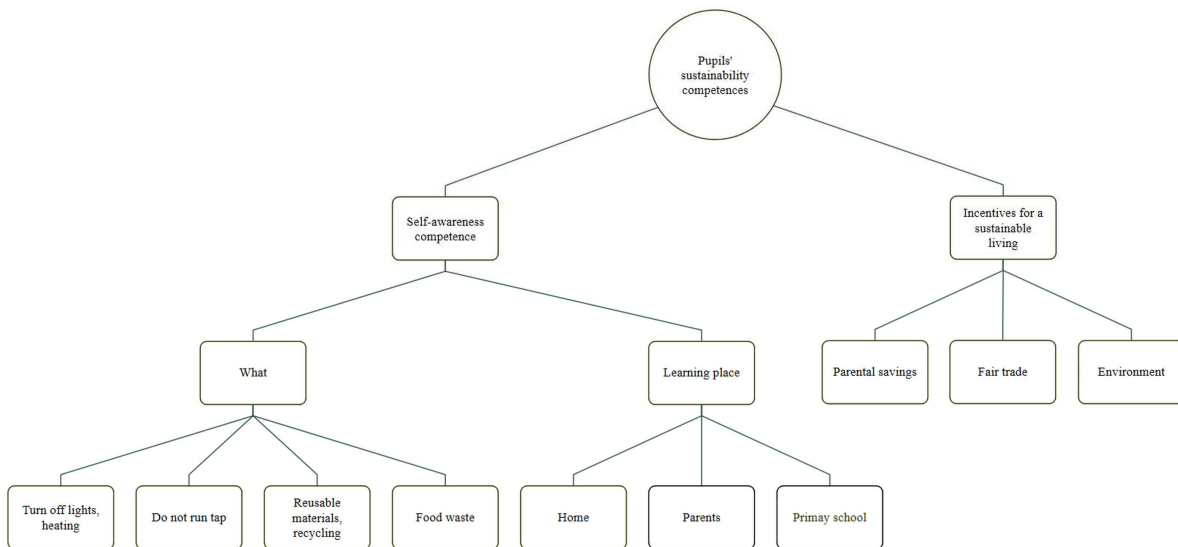 Pupils'
sustainability
competences
Self-awareness
competence
Incentives for a
sustainable
living
What
Learning place
Parental savings
Fair trade
Environment
Turn off lights,
heating
Do not run tap
Reusable
materials,
recycling
Food waste
Home
Parents
Primay school